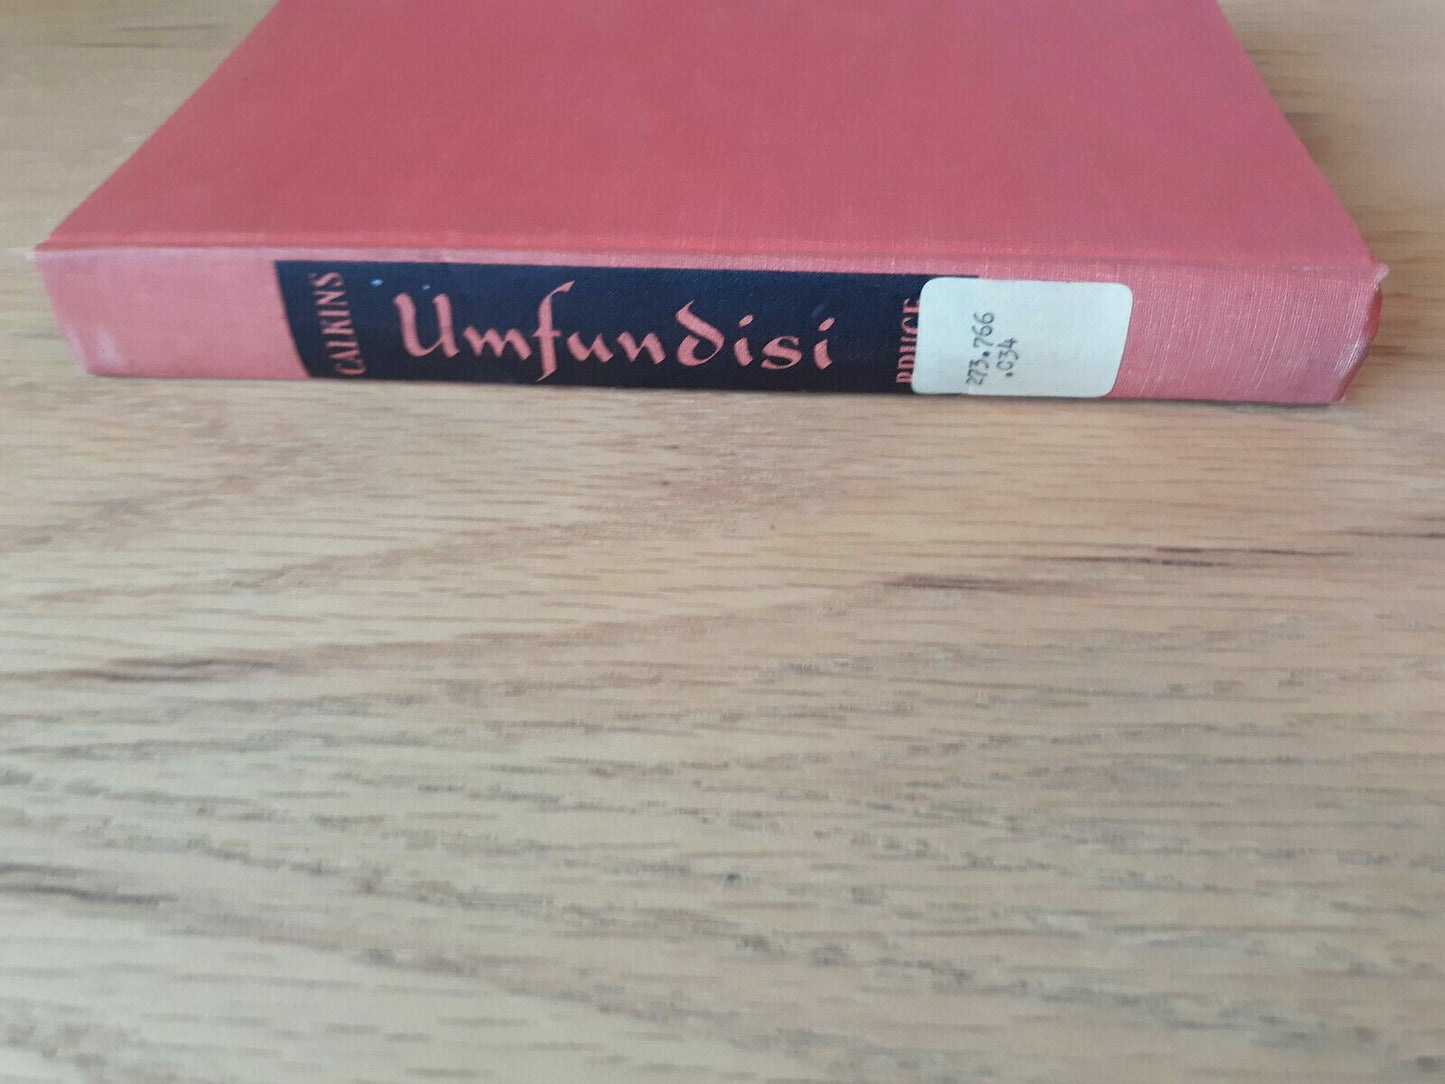 CALKINS
Umfundisi
BRUCE
273.766
.C34